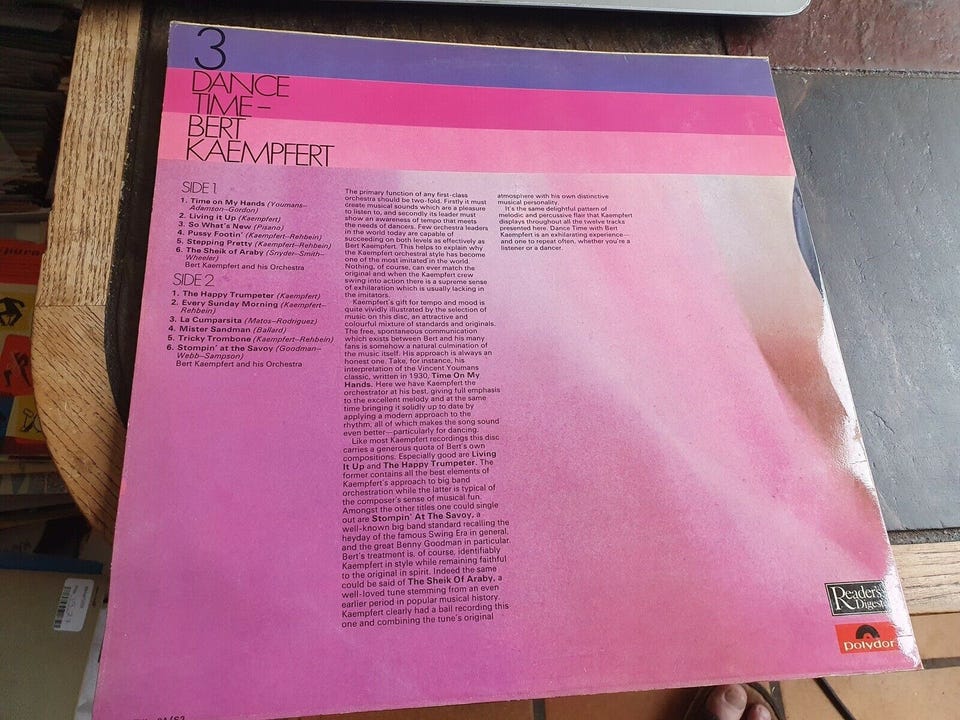 3
DANCE
TIME –
BERT
KAEMPFERT
SIDE 1
1. Time on My Hands (Youmans–
Adamson–Gordon)
2. Living it Up (Kaempfert)
3. So What's New (Pisano)
4. Pussy Footin' (Kaempfert–Rehbein)
5. Stepping Pretty (Kaempfert–Rehbein)
6. The Sheik of Araby (Snyder–Smith–
Wheeler)
Bert Kaempfert and his Orchestra
SIDE 2
1. The Happy Trumpeter (Kaempfert)
2. Every Sunday Morning (Kaempfert–
Rehbein)
3. La Cumparsita (Matos–Rodriguez)
4. Mister Sandman (Ballard)
5. Tricky Trombone (Kaempfert–Rehbein)
6. Stompin' at the Savoy (Goodman–
Webb–Sampson)
Bert Kaempfert and his Orchestra
The primary function of any first-class
orchestra should be two-fold. Firstly it must
create musical sounds which are a pleasure
to listen to, and secondly its leader must
show an awareness of tempo that meets
the needs of dancers. Few orchestra leaders
in the world today are capable of
succeeding on both levels as effectively as
Bert Kaempfert. This helps to explain why
the Kaempfert orchestral style has become
one of the most imitated in the world.
Nothing, of course, can ever match the
original and when the Kaempfert crew
swing into action there is a supreme sense
of exhilaration which is usually lacking in
the imitators.
Kaempfert's gift for tempo and mood is
quite vividly illustrated by the selection of
music on this disc, an attractive and
colourful mixture of standards and originals.
The free, spontaneous communication
which exists between Bert and his many
fans is somehow a natural culmination of
the music itself. His approach is always an
honest one. Take, for instance, his
interpretation of the Vincent Youmans
classic, written in 1930, Time On My
Hands. Here we have Kaempfert the
orchestrator at his best, giving full emphasis
to the excellent melody and at the same
time bringing it solidly up to date by
applying a modern approach to the
rhythm, all of which makes the song sound
even better—particularly for dancing.
Like most Kaempfert recordings this disc
carries a generous quota of Bert's own
compositions. Especially good are Living
It Up and The Happy Trumpeter. The
former contains all the best elements of
Kaempfert's approach to big band
orchestration while the latter is typical of
the composer's sense of musical fun.
Amongst the other titles one could single
out are Stompin' At The Savoy, a
well-known big band standard recalling the
heyday of the famous Swing Era in general,
and the great Benny Goodman in particular.
Bert's treatment is, of course, identifiably
Kaempfert in style while remaining faithful
to the original in spirit. Indeed the same
could be said of The Sheik Of Araby, a
well-loved tune stemming from an even
earlier period in popular musical history.
Kaempfert clearly had a ball recording this
one and combining the tune's original
atmosphere with his own distinctive
musical personality.
It's the same delightful pattern of
melodic and percussive flair that Kaempfert
displays throughout all the twelve tracks
presented here. Dance Time with Bert
Kaempfert is an exhilarating experience—
and one to repeat often, whether you're a
listener or a dancer.
Reader's
Digest
polydor